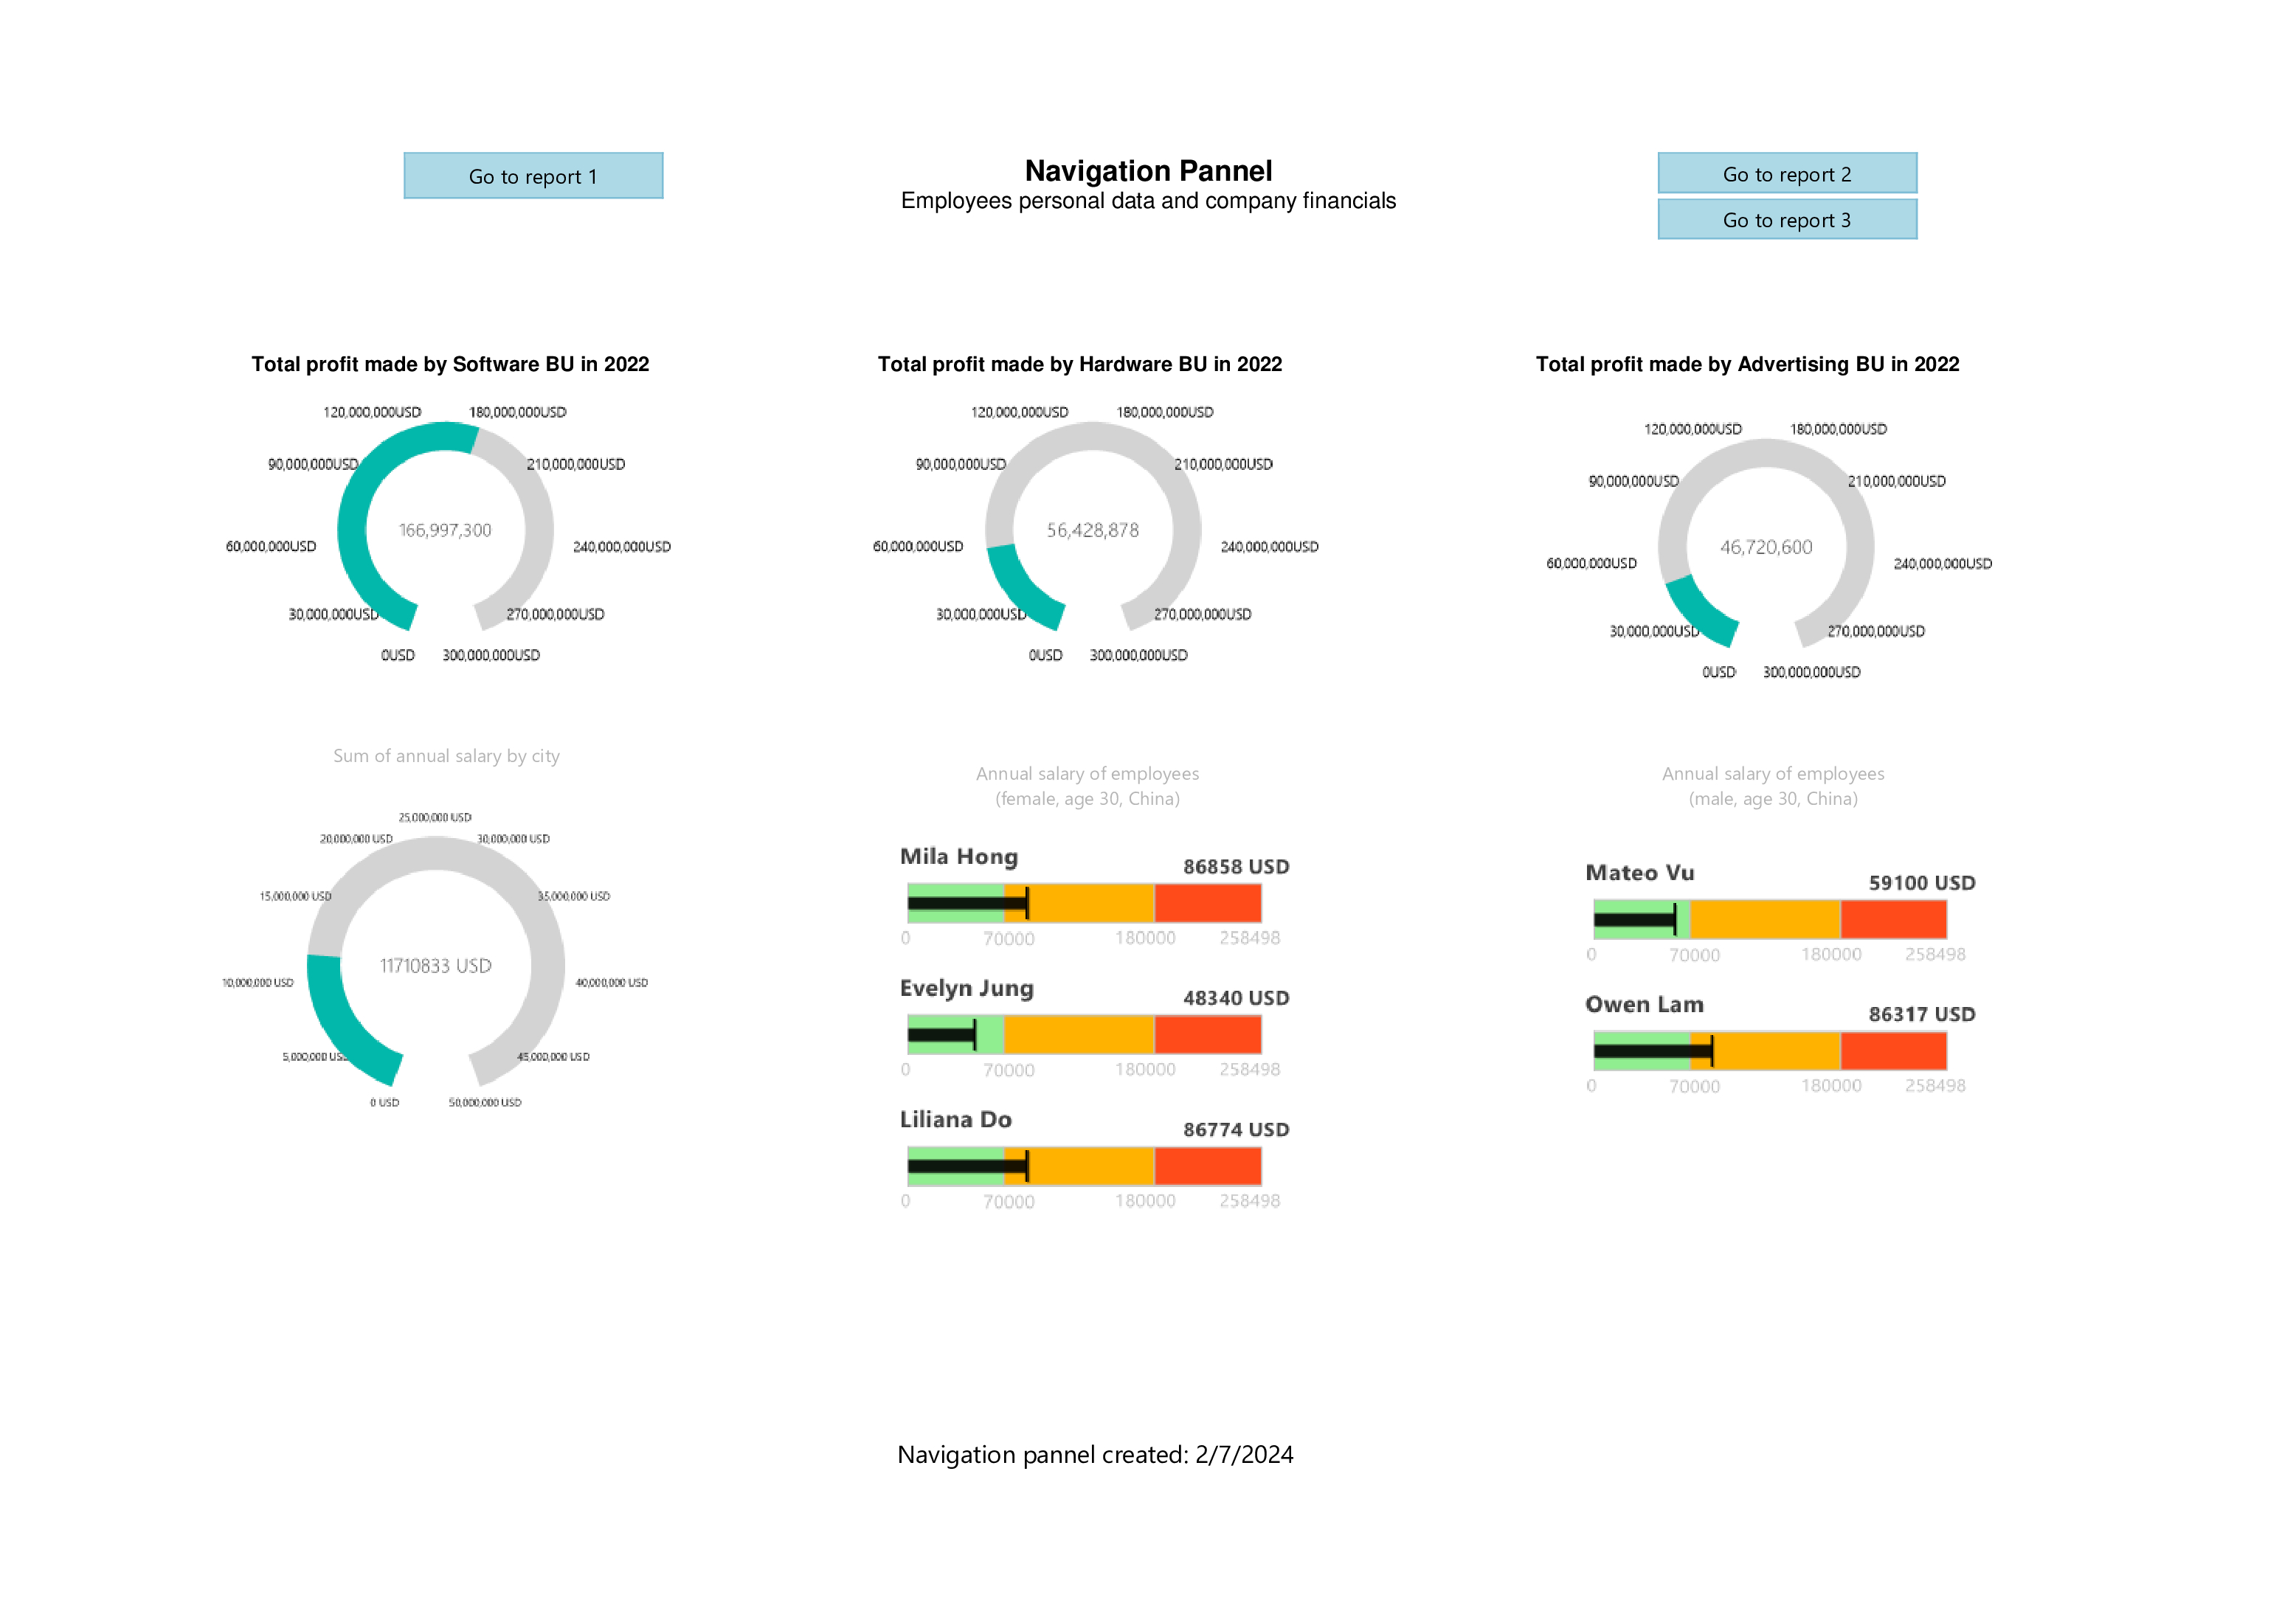 Go to report 1
Navigation Pannel
Employees personal data and company financials
Go to report 2
Go to report 3
Total profit made by Software BU in 2022
120,000,000USD
180,000,000USD
90,000,000USD
210,000,000USD
166,997,300
60,000,000USD
240,000,000USD
30,000,000USD
270,000,000USD
0USD
300,000,000USD
Total profit made by Hardware BU in 2022
120,000,000USD
180,000,000USD
90,000,000USD
210,000,000USD
56,428,878
60,000,000USD
240,000,000USD
30,000,000USD
270,000,000USD
0USD
300,000,000USD
Total profit made by Advertising BU in 2022
120,000,000USD
180,000,000USD
90,000,000USD
210,000,000USD
46,720,600
60,000,000USD
240,000,000USD
30,000,000USD
270,000,000USD
0USD
300,000,000USD
Sum of annual salary by city
25,000,000 USD
20,000,000 USD
30,000,000 USD
15,000,000 USD
35,000,000 USD
11710833 USD
10,000,000 USD
40,000,000 USD
5,000,000 USD
45,000,000 USD
0 USD
50,000,000 USD
Annual salary of employees
(female, age 30, China)
Mila Hong
86858 USD
0 70000 180000 258498
Evelyn Jung
48340 USD
0 70000 180000 258498
Liliana Do
86774 USD
0 70000 180000 258498
Annual salary of employees
(male, age 30, China)
Mateo Vu
59100 USD
0 70000 180000 258498
Owen Lam
86317 USD
0 70000 180000 258498
Navigation pannel created: 2/7/2024